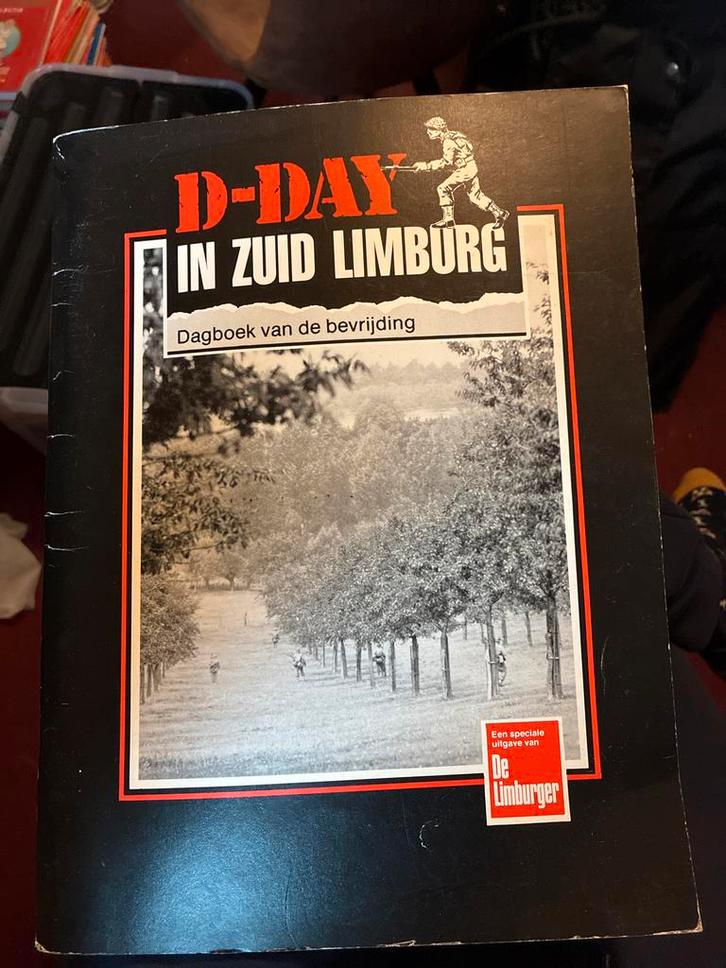 D-DAY
IN ZUID LIMBURG
Dagboek van de bevrijding
Een speciale
uitgave van
De
Limburger